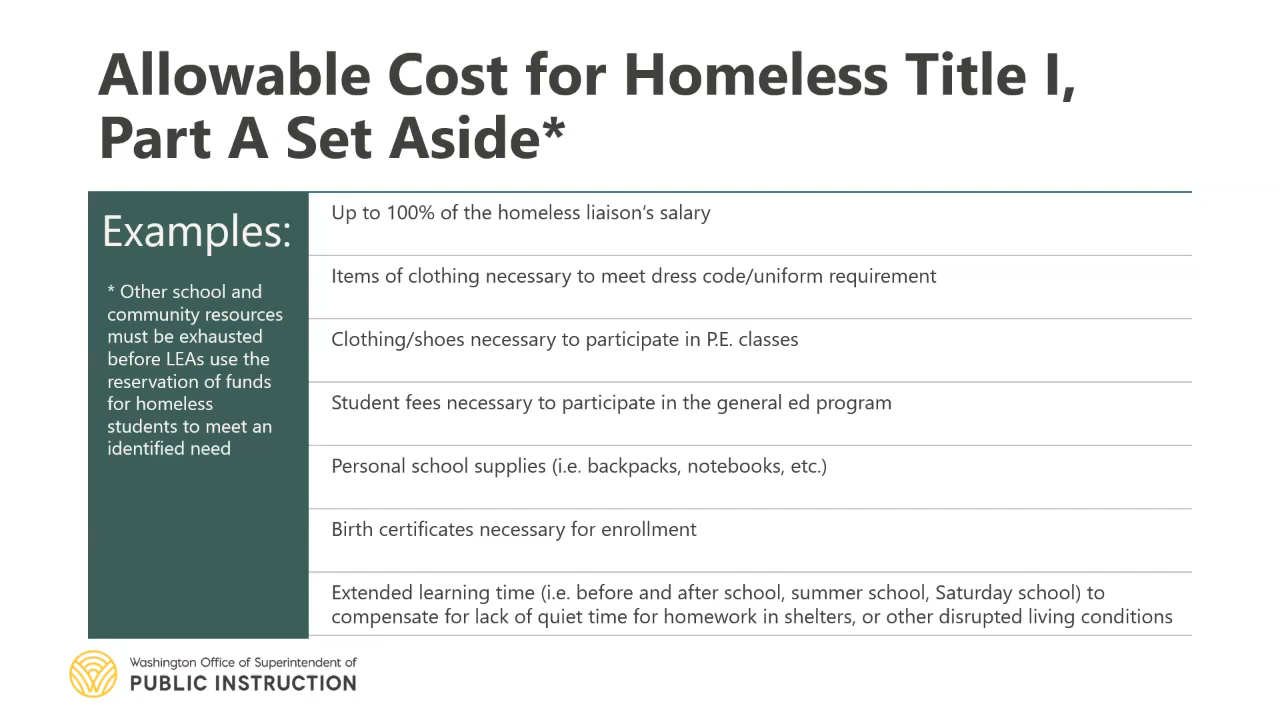 Allowable Cost for Homeless Title I,
Part A Set Aside*
Examples:
* Other school and
community resources
must be exhausted
before LEAs use the
reservation of funds
for homeless
students to meet an
identified need
Up to 100% of the homeless liaison’s salary
Items of clothing necessary to meet dress code/uniform requirement
Clothing/shoes necessary to participate in P.E. classes
Student fees necessary to participate in the general ed program
Personal school supplies (i.e. backpacks, notebooks, etc.)
Birth certificates necessary for enrollment
Extended learning time (i.e. before and after school, summer school, Saturday school) to
compensate for lack of quiet time for homework in shelters, or other disrupted living conditions
Washington Office of Superintendent of
PUBLIC INSTRUCTION